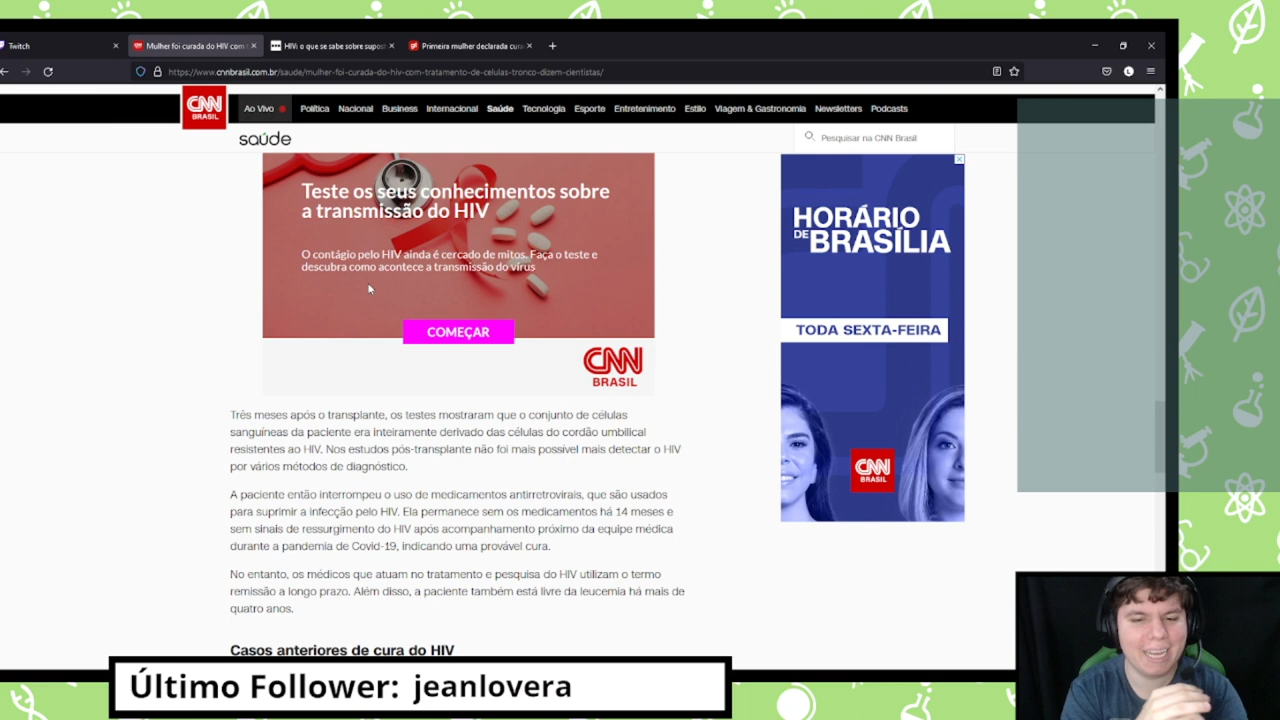 Twitch
Mulher foi curada do HIV com
HIV: o que se sabe sobre supost
Primeira mulher declarada cura
https://www.cnnbrasil.com.br/saude/mulher-foi-curada-do-hiv-com-tratamento-de-celulas-tronco-dizem-cientistas/
CNN
BRASIL
Ao Vivo
Política
Nacional
Business
Internacional
Saúde
Tecnologia
Esporte
Entretenimento
Estilo
Viagem & Gastronomia
Newsletters
Podcasts
saúde
Pesquisar na CNN Brasil
Teste os seus conhecimentos sobre
a transmissão do HIV
O contágio pelo HIV ainda é cercado de mitos. Faça o teste e
descubra como acontece a transmissão do vírus
COMEÇAR
CNN
BRASIL
HORÁRIO
DE BRASÍLIA
TODA SEXTA-FEIRA
CNN
BRASIL
Três meses após o transplante, os testes mostraram que o conjunto de células
sanguíneas da paciente era inteiramente derivado das células do cordão umbilical
resistentes ao HIV. Nos estudos pós-transplante não foi mais possível mais detectar o HIV
por vários métodos de diagnóstico.
A paciente então interrompeu o uso de medicamentos antirretrovirais, que são usados
para suprimir a infecção pelo HIV. Ela permanece sem os medicamentos há 14 meses e
sem sinais de ressurgimento do HIV após acompanhamento próximo da equipe médica
durante a pandemia de Covid-19, indicando uma provável cura.
No entanto, os médicos que atuam no tratamento e pesquisa do HIV utilizam o termo
remissão a longo prazo. Além disso, a paciente também está livre da leucemia há mais de
quatro anos.
Casos anteriores de cura do HIV
Último Follower: jeanlovera